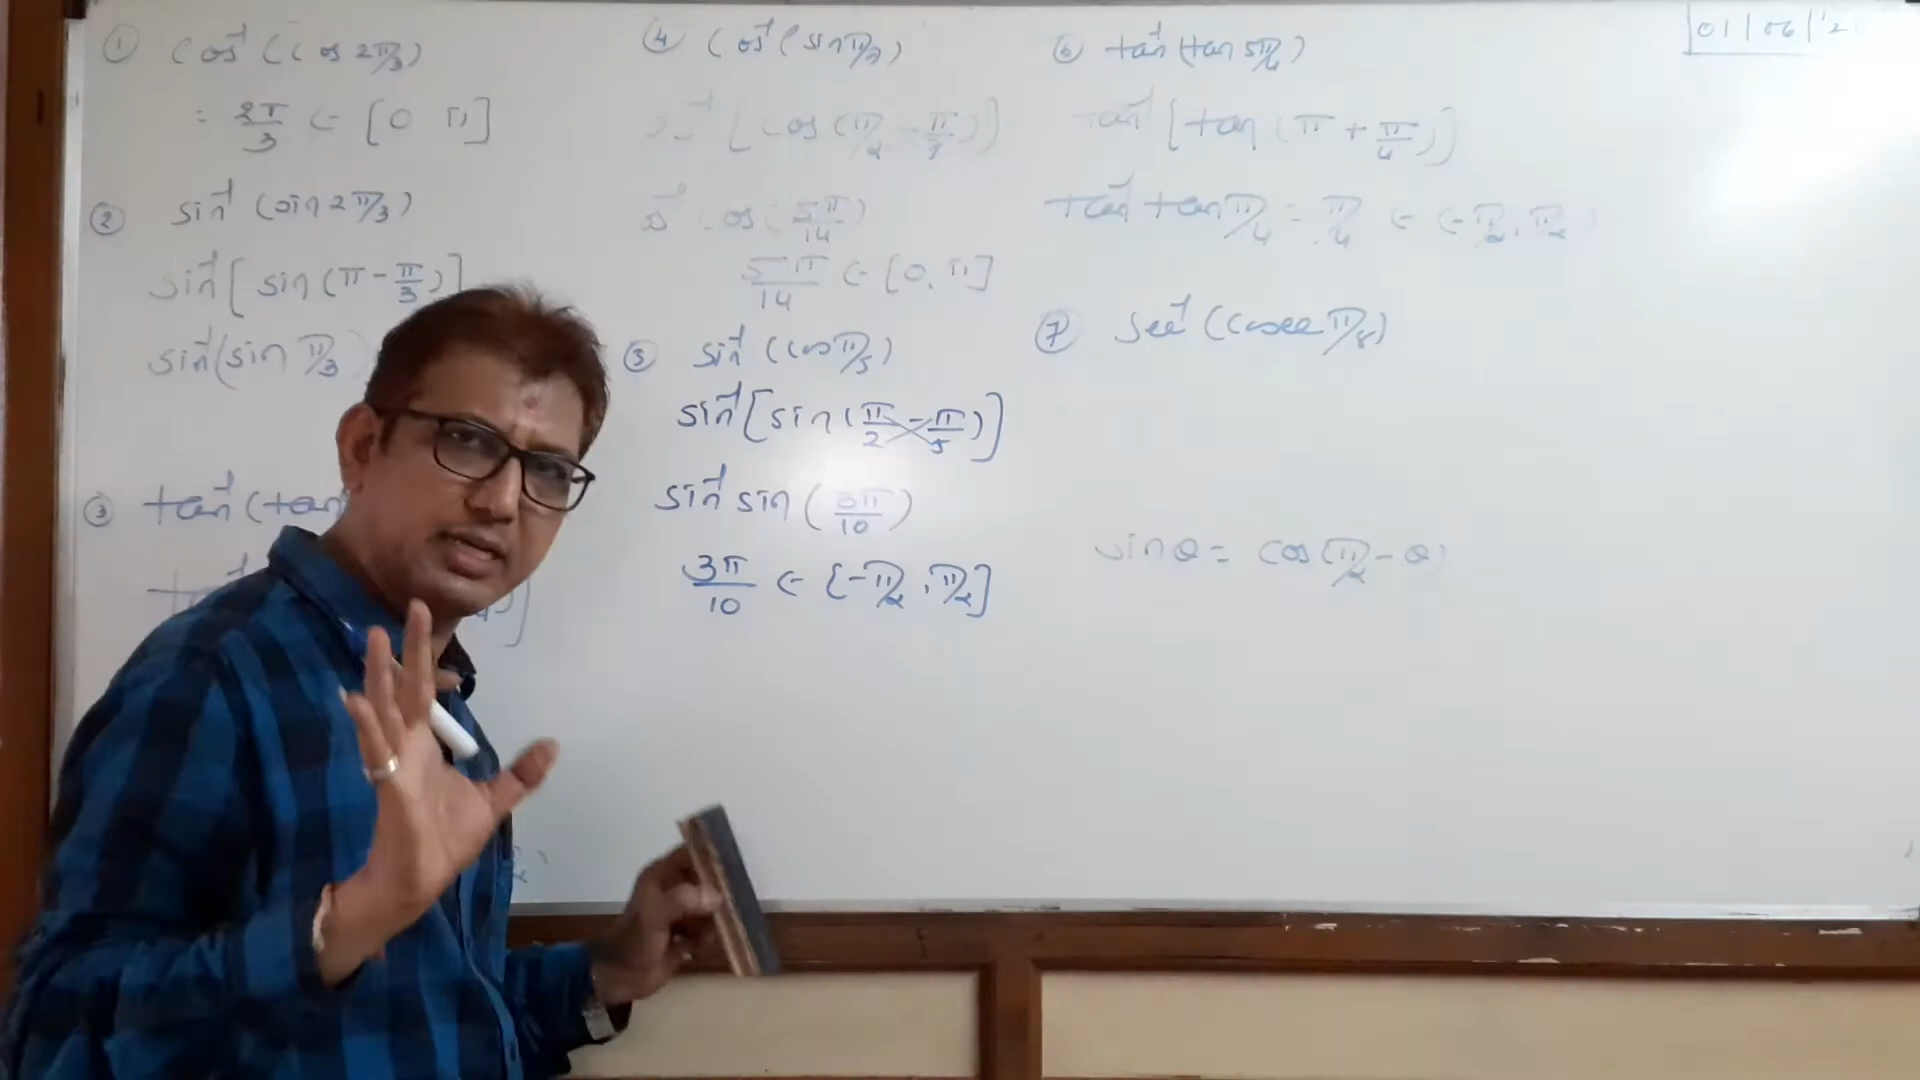 ① cos⁻¹(cos 2π/3)
= 2π/3 ∈ [0 π]
② sin⁻¹(sin 2π/3)
sin⁻¹[sin(π - π/3)]
sin⁻¹(sin π/3)
③ tan⁻¹(tan
④ cos⁻¹(sin π/7)
[cos(π/2 - π/7)]
cos(5π/14)
5π/14 ∈ [0, π]
⑤ sin⁻¹(cos π/5)
sin⁻¹[sin(π/2 - π/5)]
sin⁻¹ sin(3π/10)
3π/10 ∈ [-π/2, π/2]
⑥ tan⁻¹(tan 5π/4)
tan⁻¹[tan(π + π/4)]
tan⁻¹ tan π/4 = π/4 ∈ (-π/2, π/2)
⑦ sec⁻¹(cosec π/8)
sin θ = cos(π/2 - θ)
01/06/'2